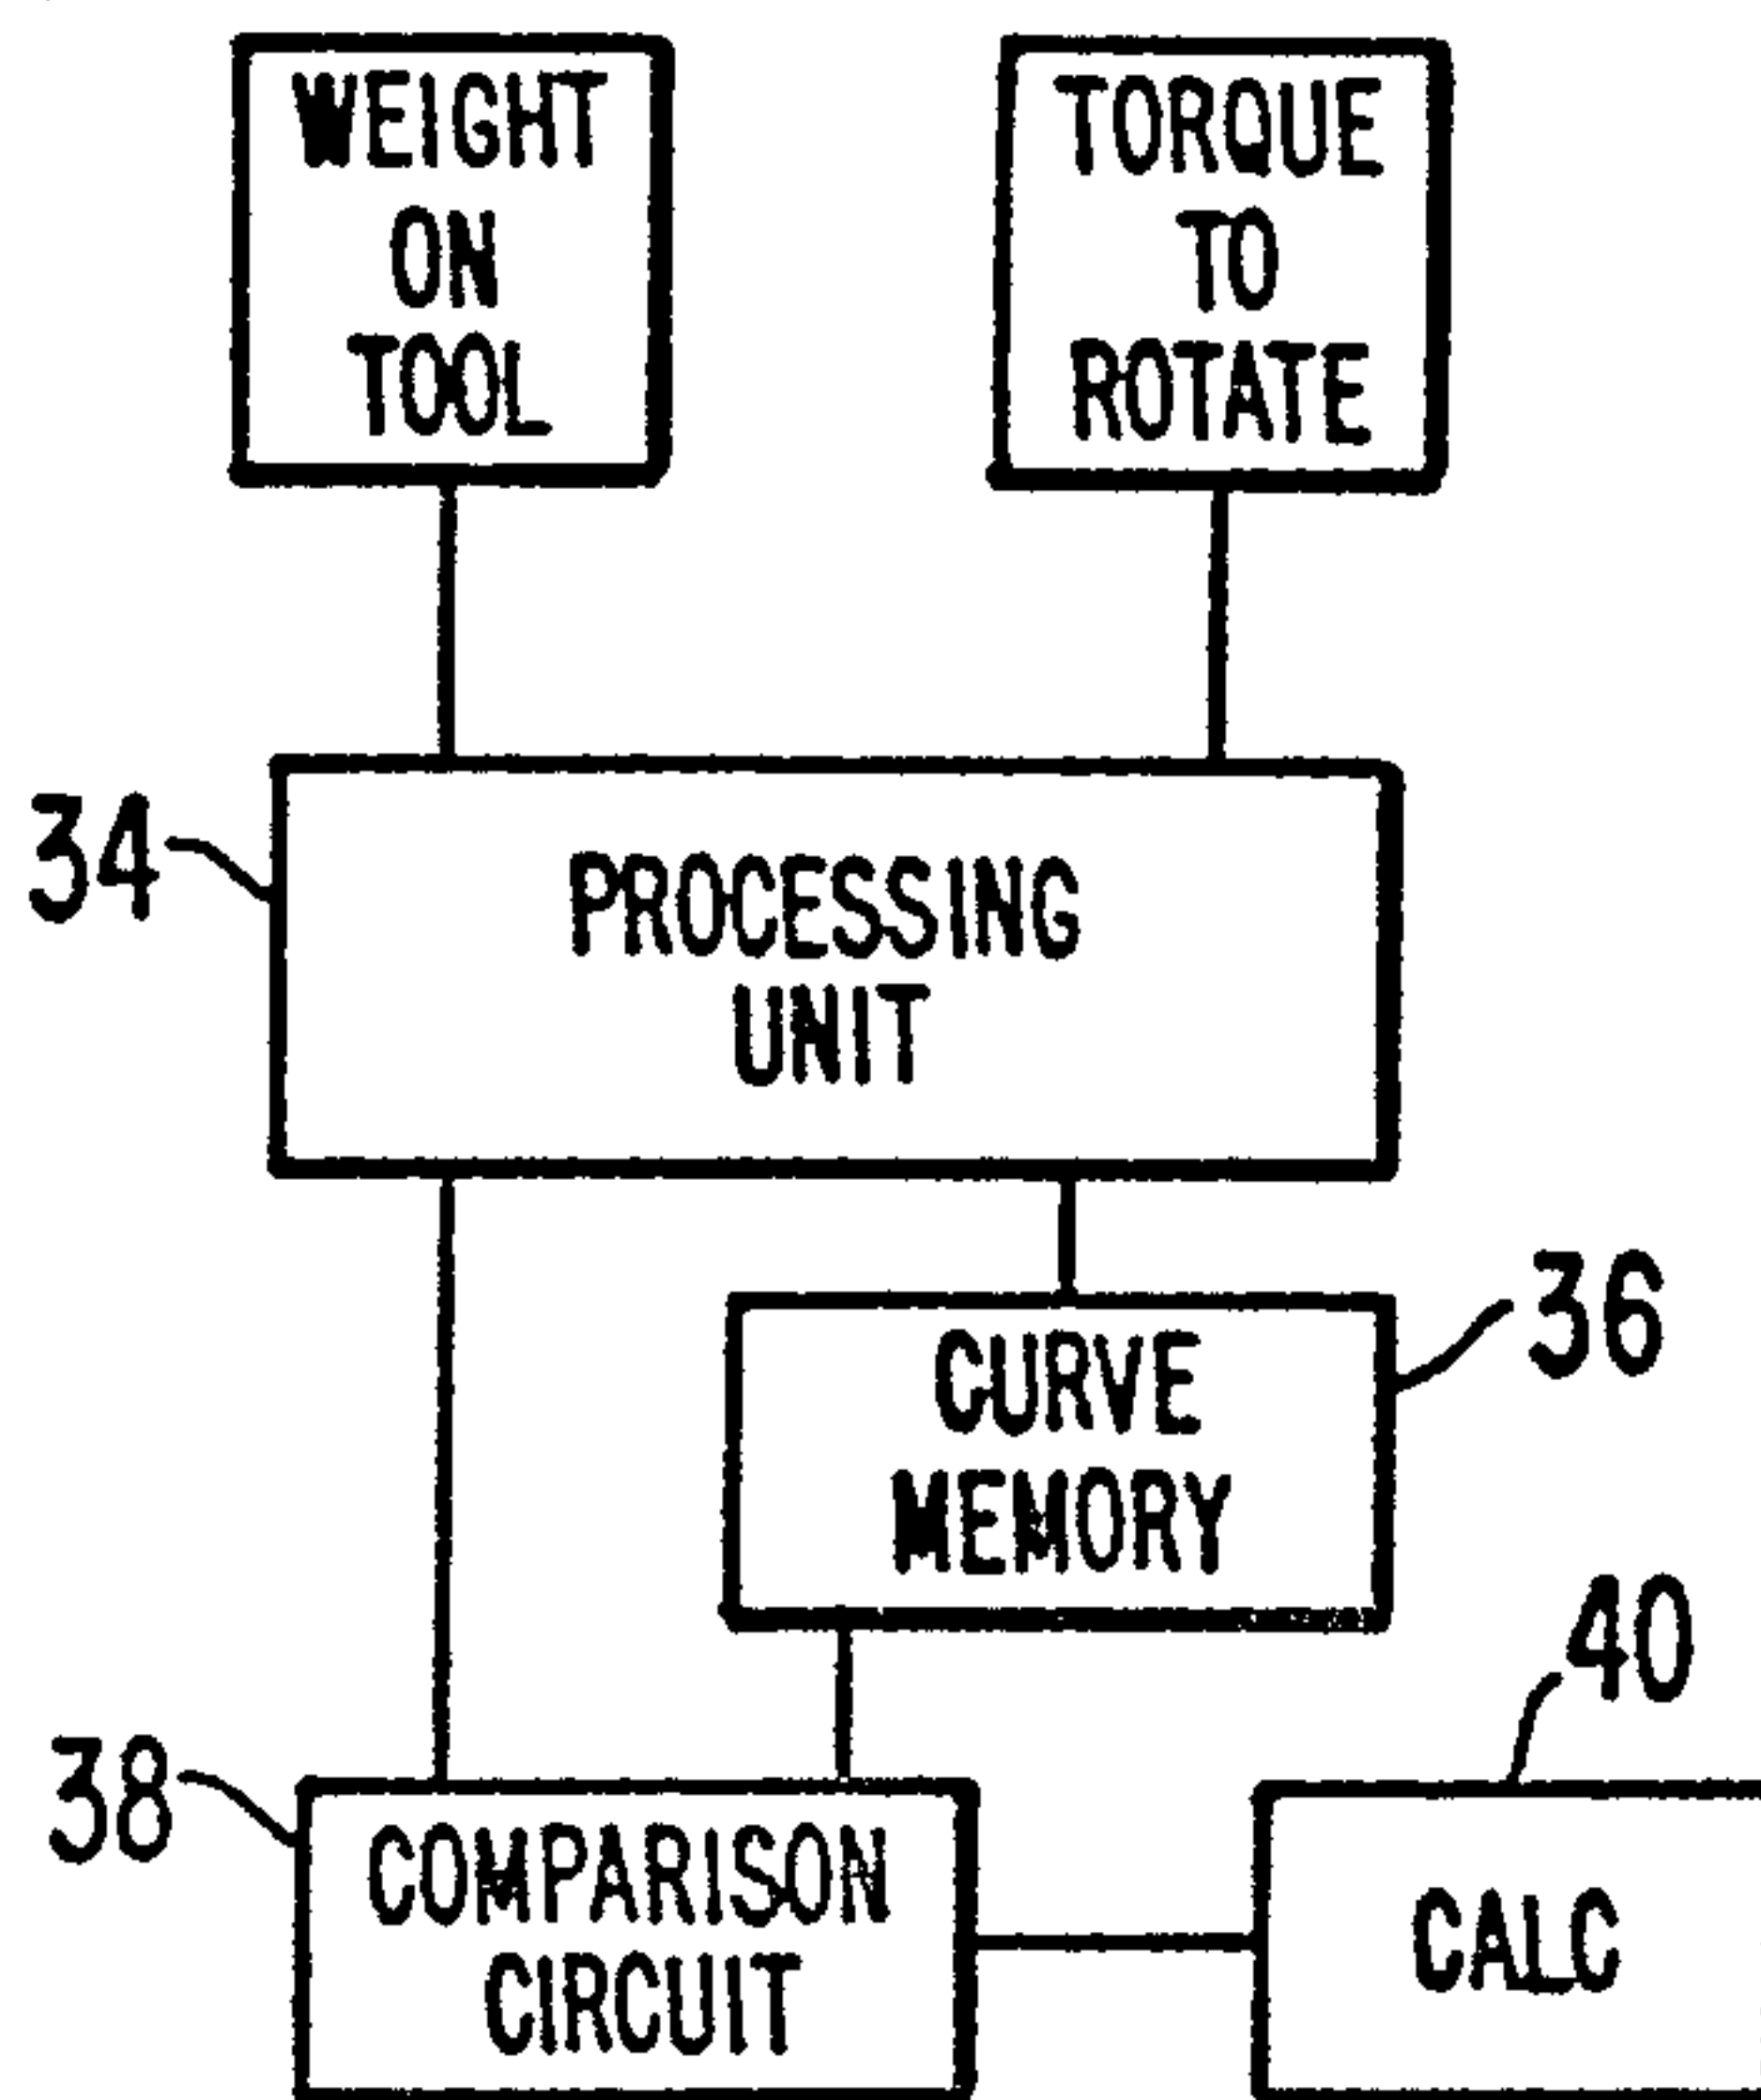 WEIGHT
ON
TOOL
TORQUE
TO
ROTATE
34
PROCESSING
UNIT
36
CURVE
MEMORY
40
38
COMPARISON
CIRCUIT
CALC